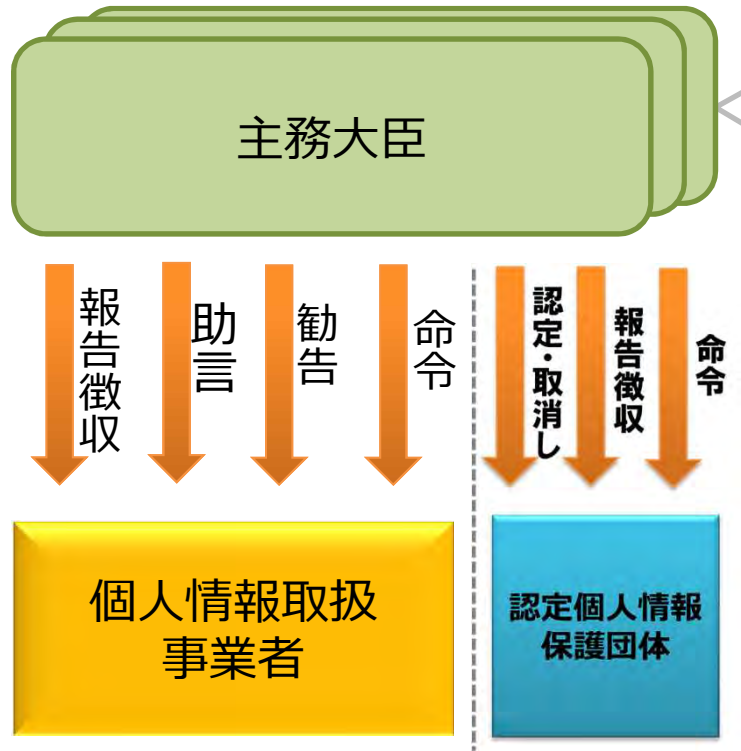 主務大臣
報告徴収
助言
勧告
命令
認定・取消し
報告徴収
命令
個人情報取扱
事業者
認定個人情報
保護団体